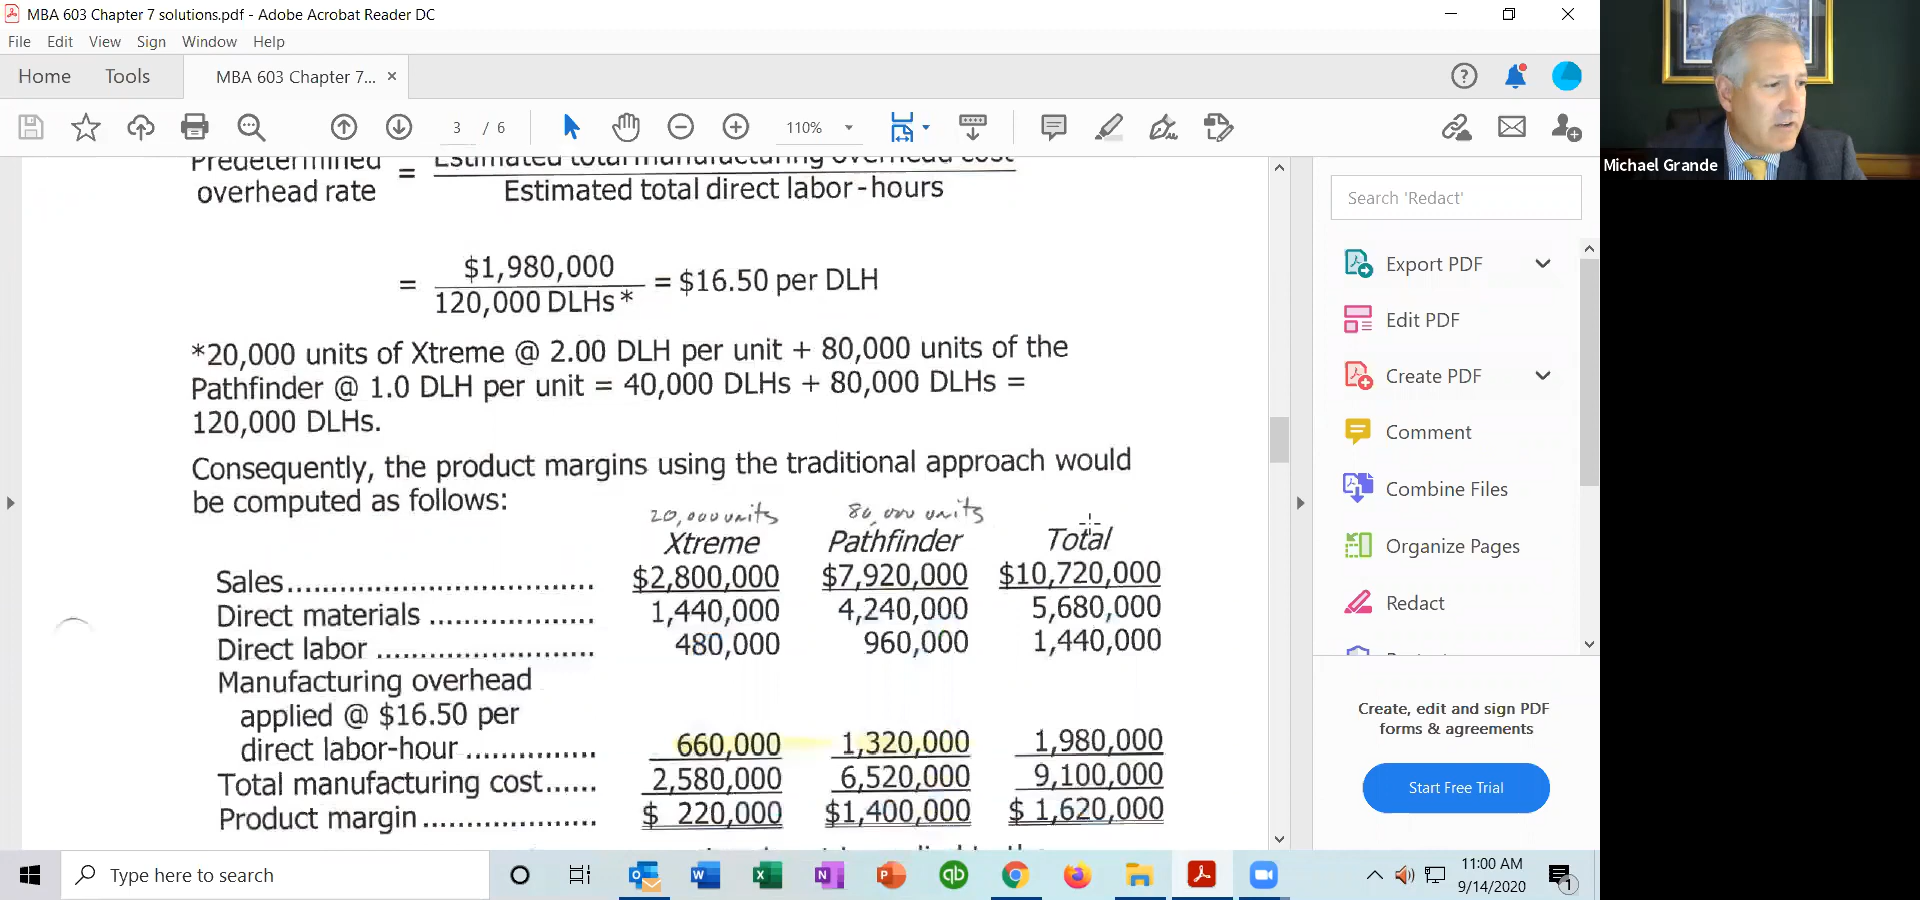 MBA 603 Chapter 7 solutions.pdf - Adobe Acrobat Reader DC
File Edit View Sign Window Help
Home Tools MBA 603 Chapter 7... ×
3 / 6 110%
Michael Grande
Predetermined = Estimated total manufacturing overhead cost
overhead rate Estimated total direct labor-hours
= $1,980,000 = $16.50 per DLH
120,000 DLHs*
*20,000 units of Xtreme @ 2.00 DLH per unit + 80,000 units of the
Pathfinder @ 1.0 DLH per unit = 40,000 DLHs + 80,000 DLHs =
120,000 DLHs.
Consequently, the product margins using the traditional approach would
be computed as follows:
20,000 units 80,000 units
Xtreme Pathfinder Total
Sales.............................. $2,800,000 $7,920,000 $10,720,000
Direct materials ................ 1,440,000 4,240,000 5,680,000
Direct labor ..................... 480,000 960,000 1,440,000
Manufacturing overhead
applied @ $16.50 per
direct labor-hour.............. 660,000 1,320,000 1,980,000
Total manufacturing cost...... 2,580,000 6,520,000 9,100,000
Product margin.................. $ 220,000 $1,400,000 $ 1,620,000
Search 'Redact'
Export PDF
Edit PDF
Create PDF
Comment
Combine Files
Organize Pages
Redact
Create, edit and sign PDF
forms & agreements
Start Free Trial
Type here to search
11:00 AM
9/14/2020
1